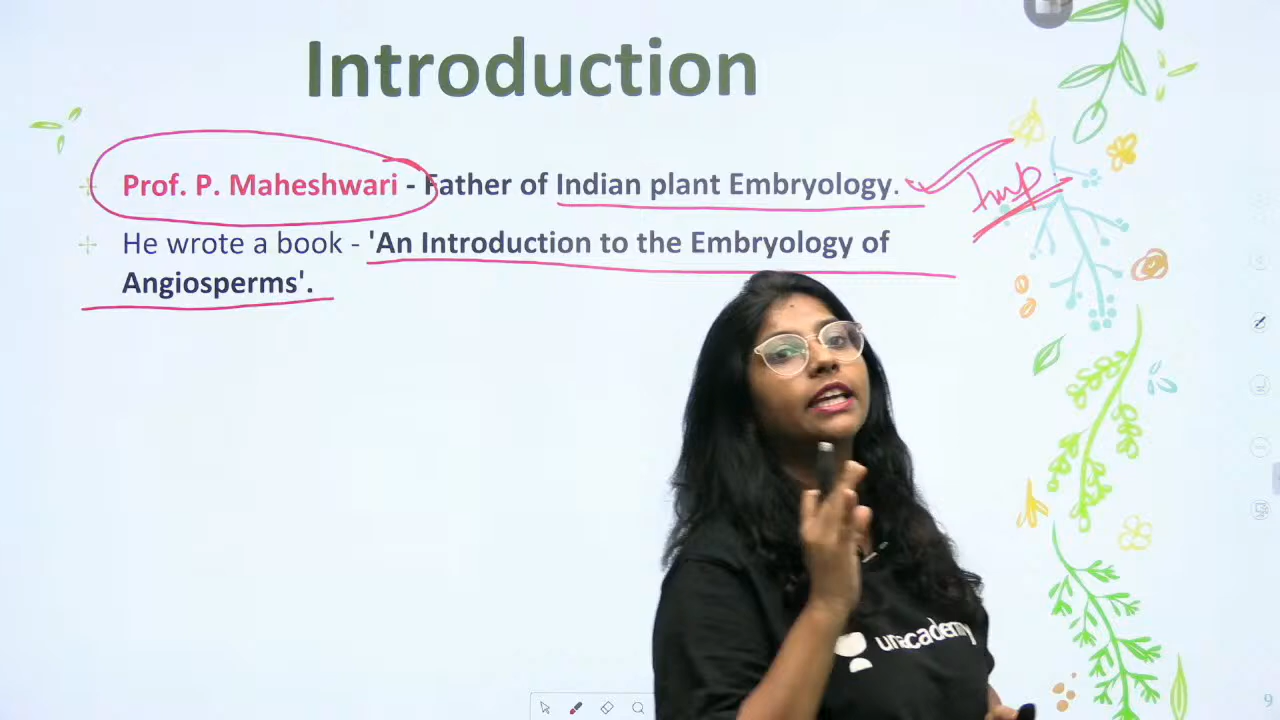 Introduction
Prof. P. Maheshwari - Father of Indian plant Embryology.
Imp.
He wrote a book - 'An Introduction to the Embryology of
Angiosperms'.
unacademy
9